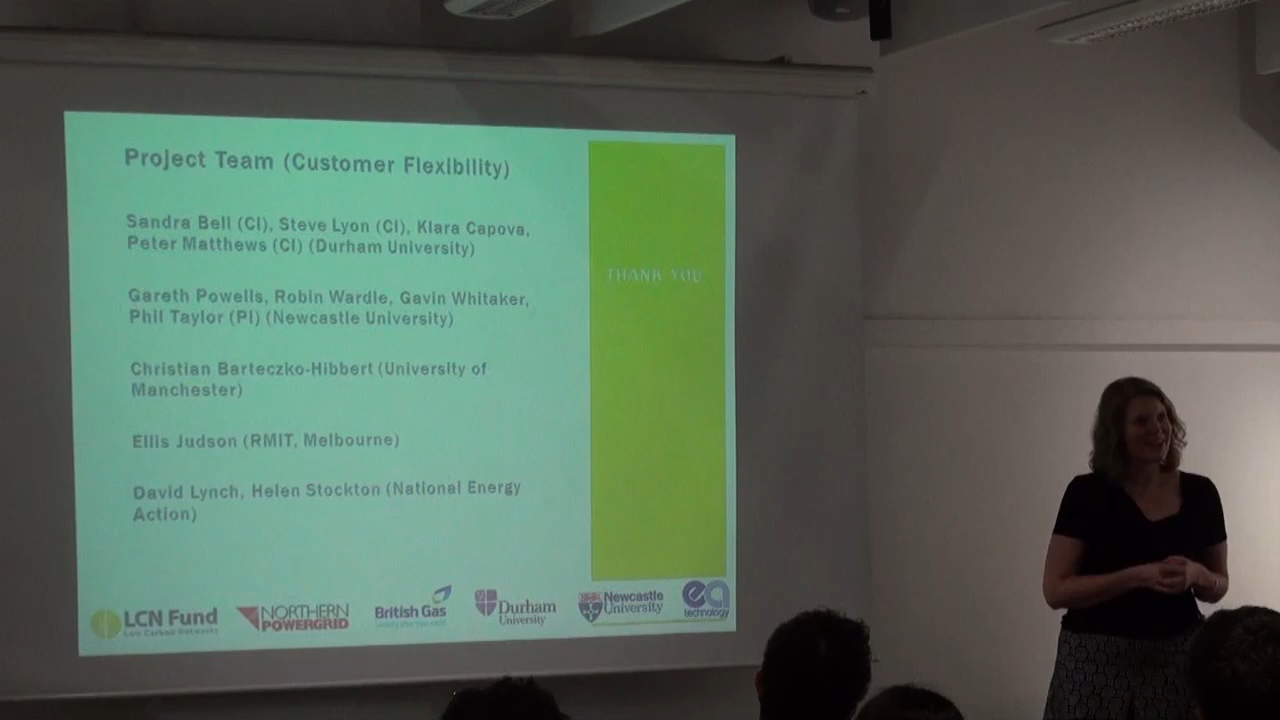 Project Team (Customer Flexibility)
Sandra Bell (CI), Steve Lyon (CI), Klara Capova,
Peter Matthews (CI) (Durham University)
Gareth Powells, Robin Wardle, Gavin Whitaker,
Phil Taylor (PI) (Newcastle University)
Christian Barteczko-Hibbert (University of
Manchester)
Ellis Judson (RMIT, Melbourne)
David Lynch, Helen Stockton (National Energy
Action)
THANK YOU
LCN Fund
Low Carbon Networks
NORTHERN
POWERGRID
British Gas
Durham
University
Newcastle
University
ea
technology